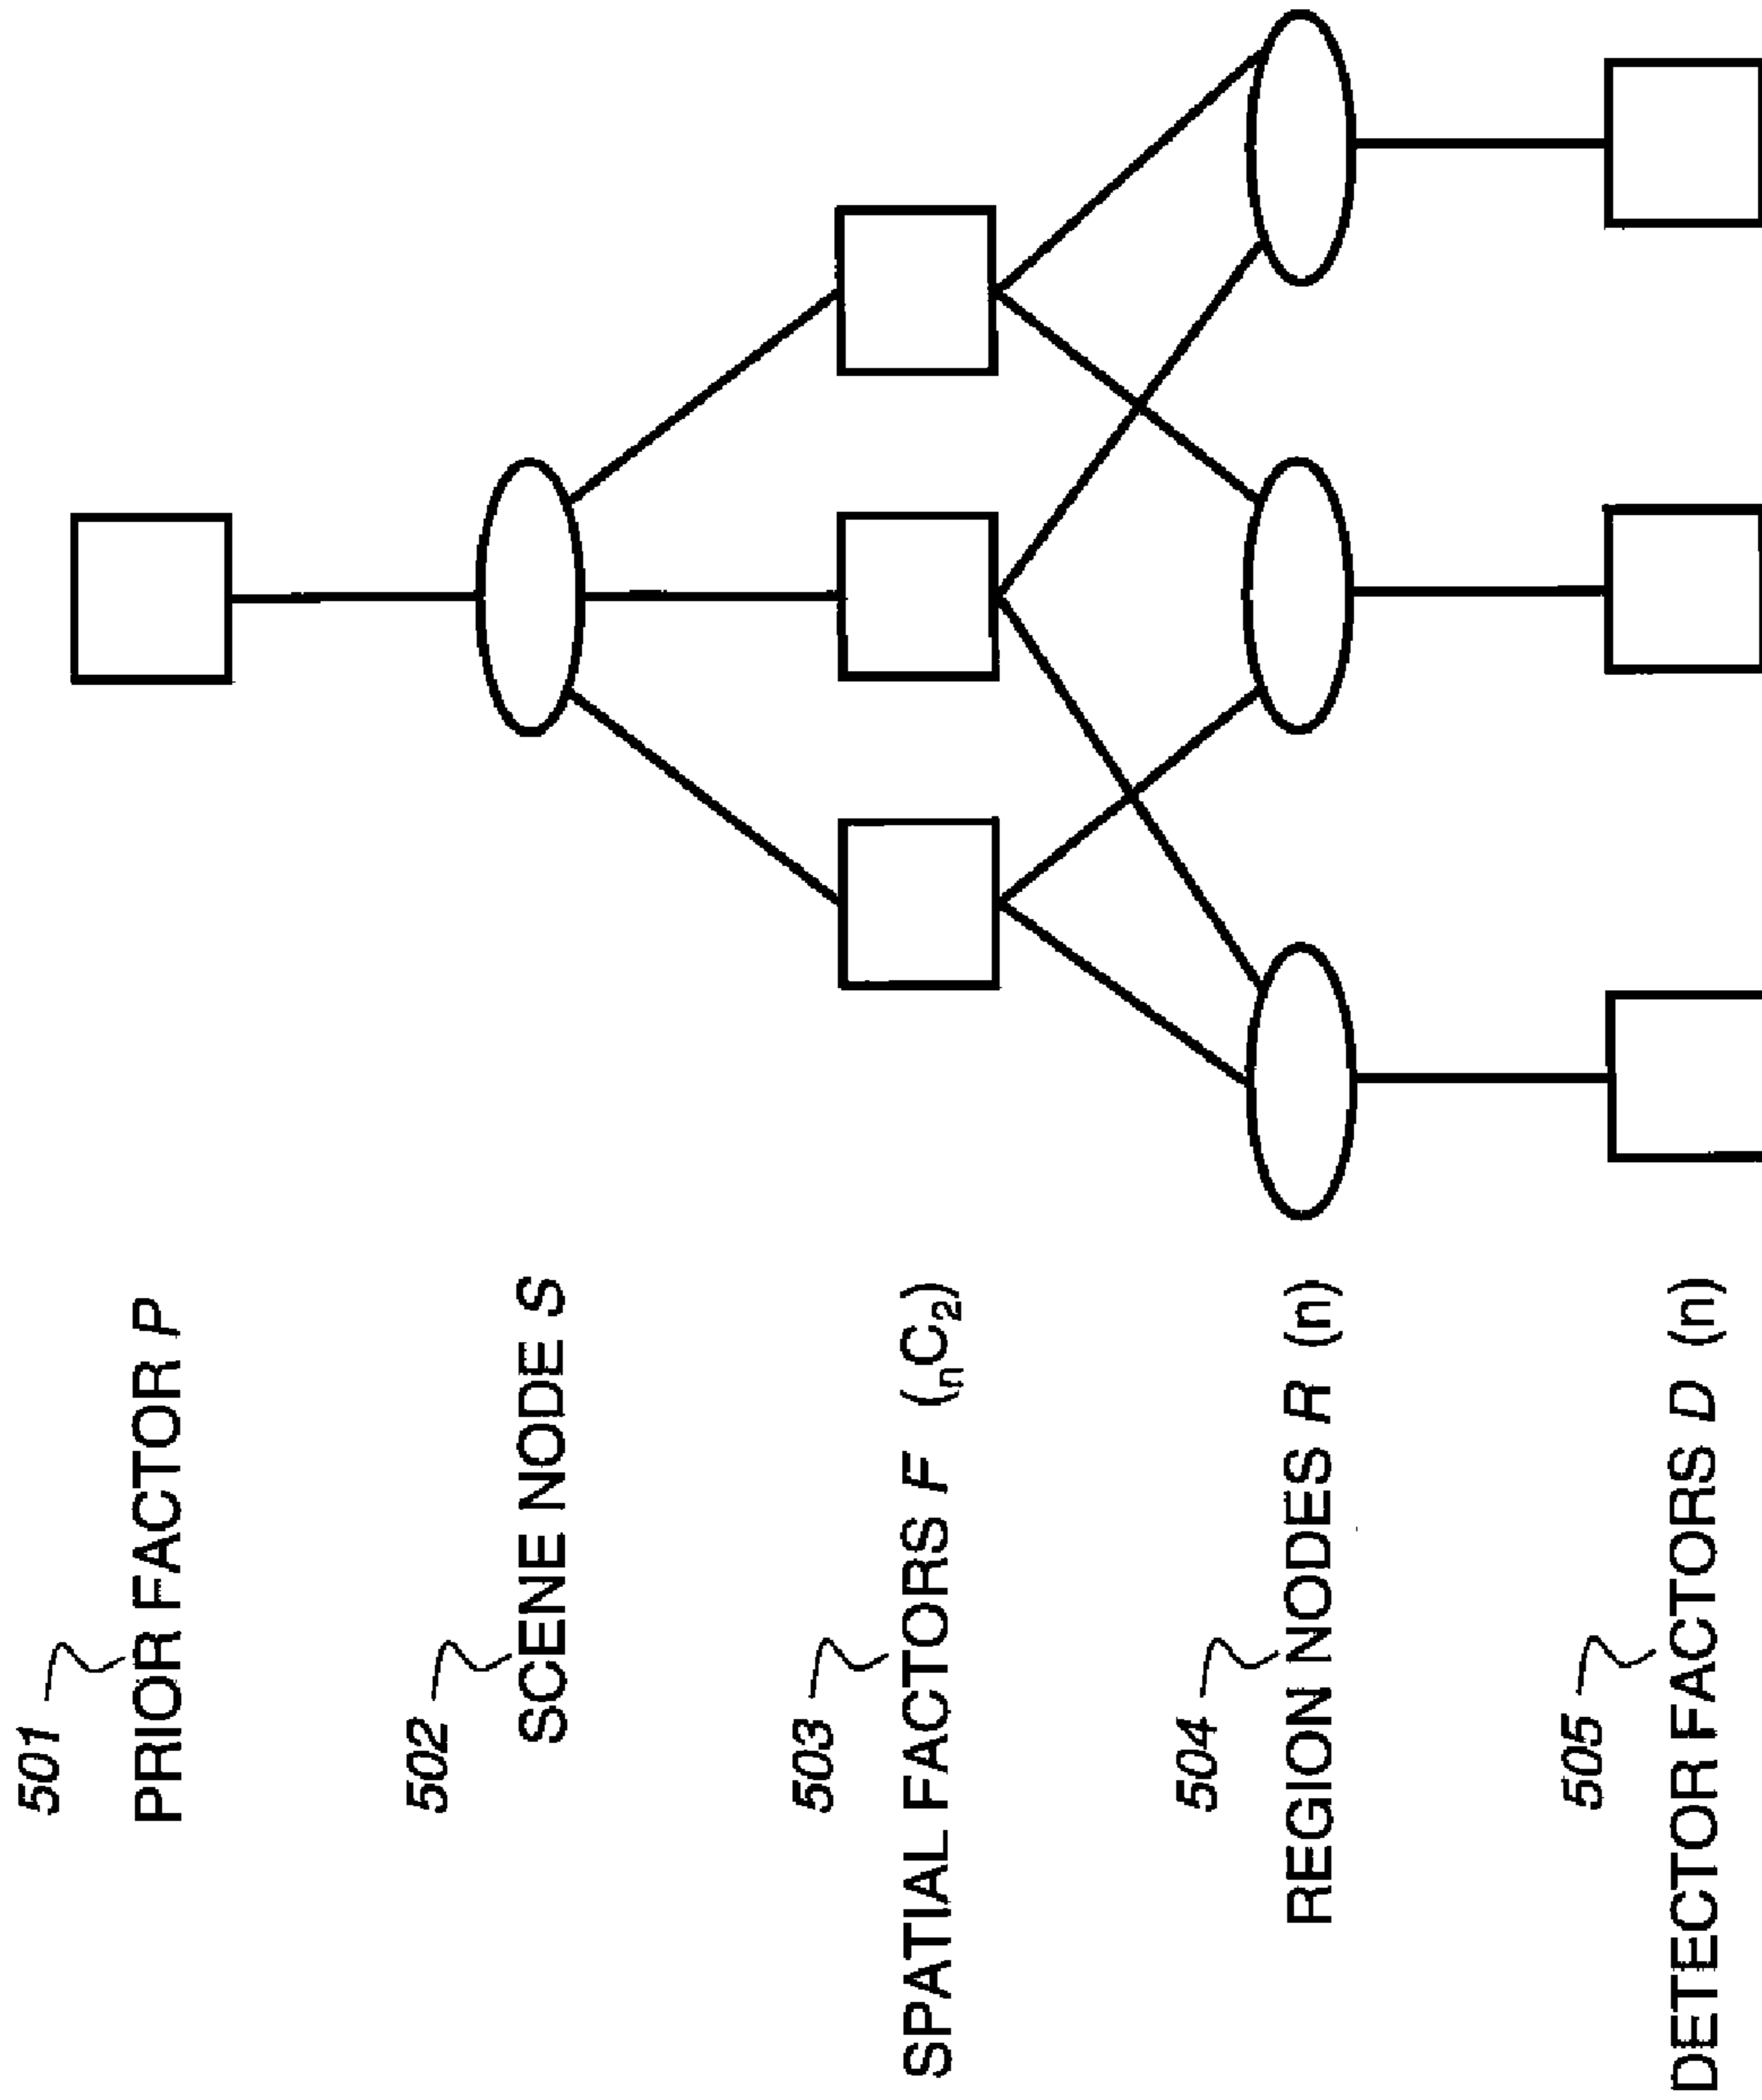 501
PRIOR FACTOR P
502
SCENE NODE S
503
SPATIAL FACTORS F (ₙC₂)
504
REGION NODES R (n)
505
DETECTOR FACTORS D (n)